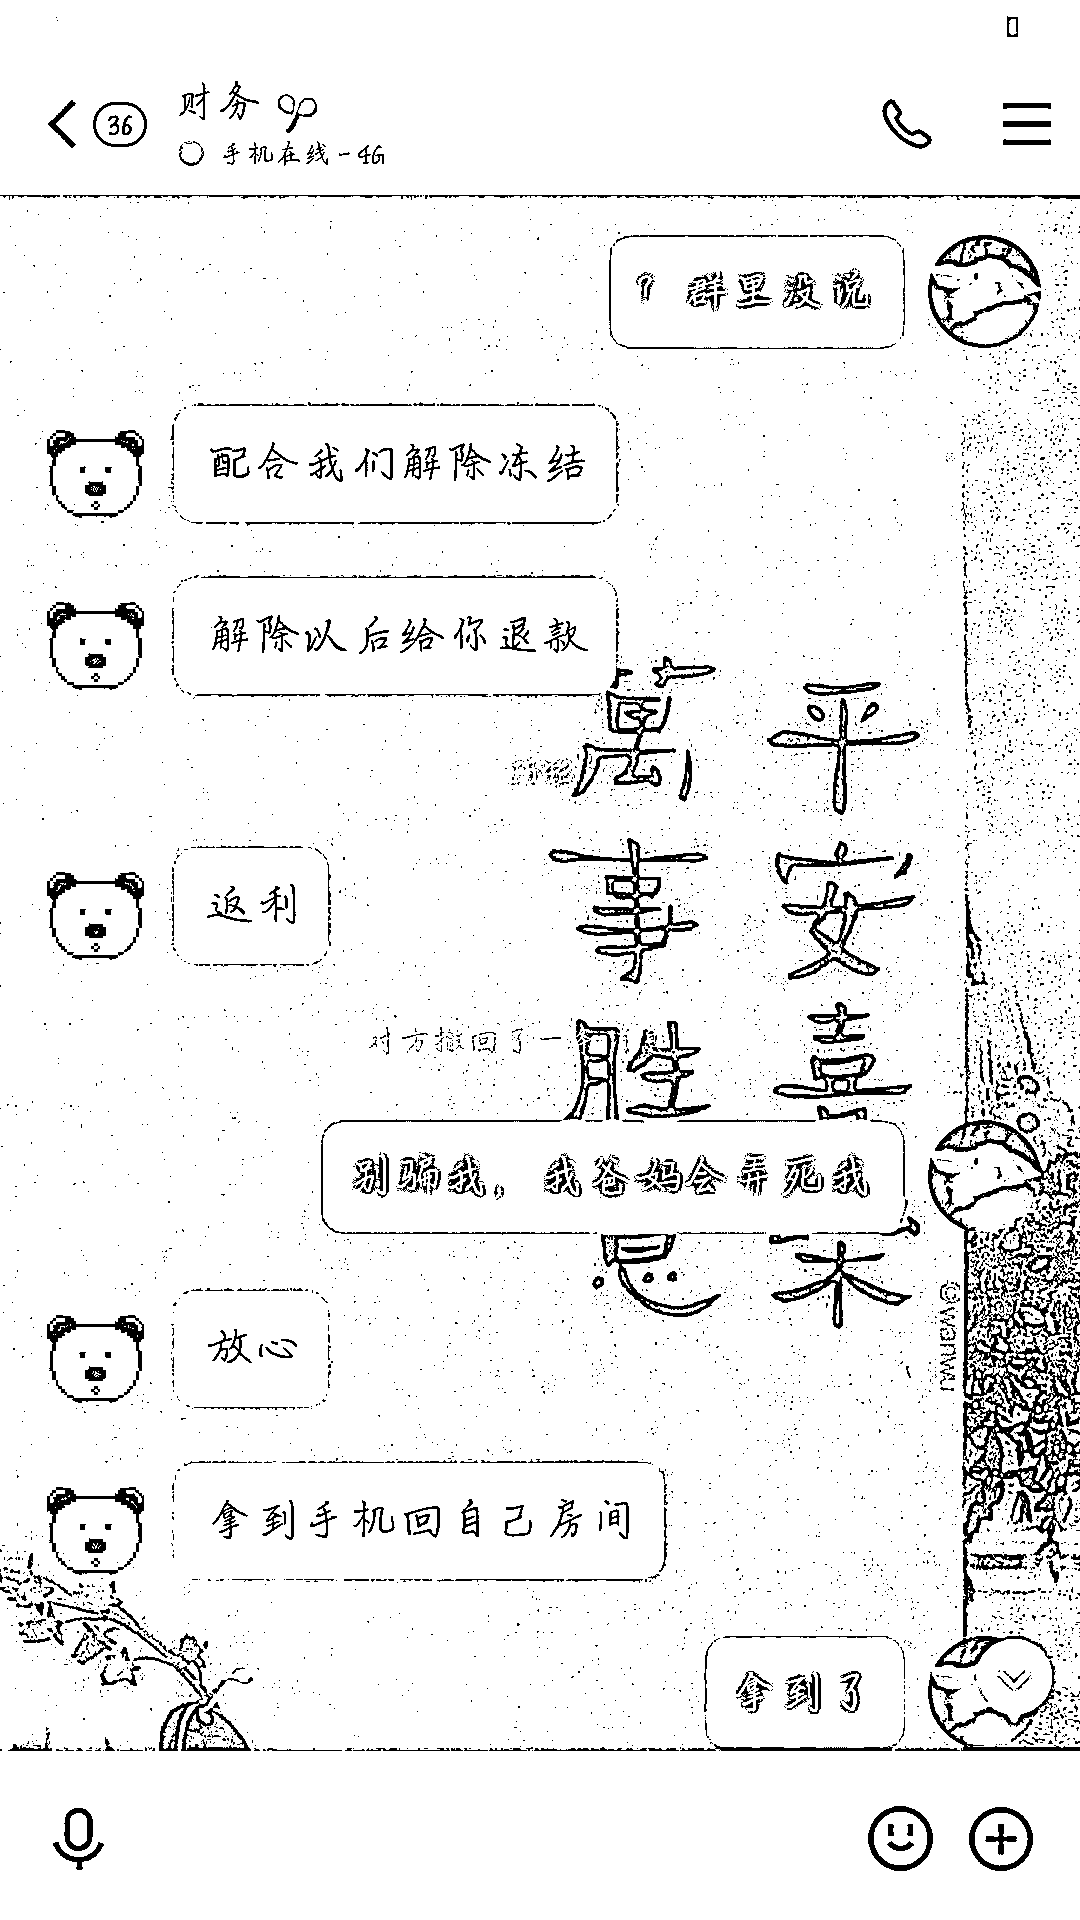 36
财务
手机在线-4G
? 群里没说
配合我们解除冻结
解除以后给你退款
返利
对方撤回了一
别骗我，我爸妈会弄死我
放心
拿到手机回自己房间
拿到了
平安喜
萬事勝
©wanwu